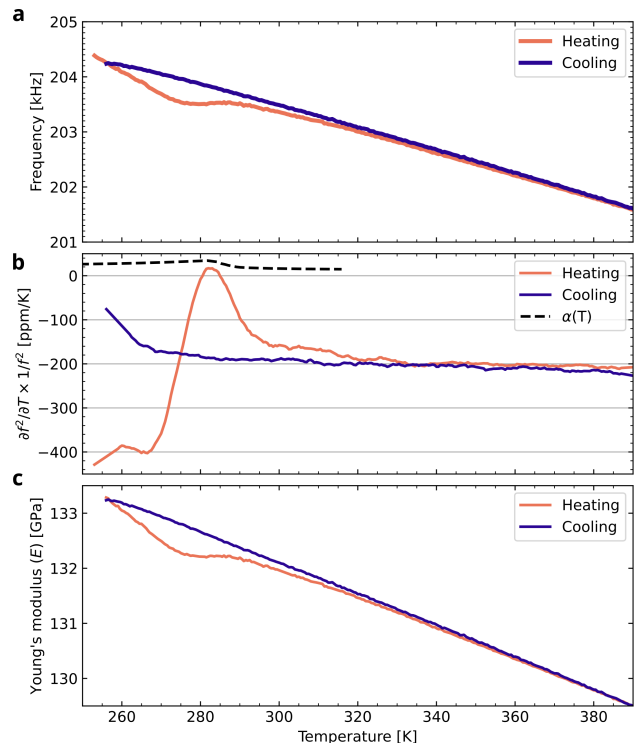 a
205
204
203
202
201
Frequency [kHz]
Heating
Cooling
b
0
−100
−200
−300
−400
∂f²/∂T × 1/f² [ppm/K]
Heating
Cooling
α(T)
c
133
132
131
130
Young's modulus (E) [GPa]
Heating
Cooling
260 280 300 320 340 360 380
Temperature [K]